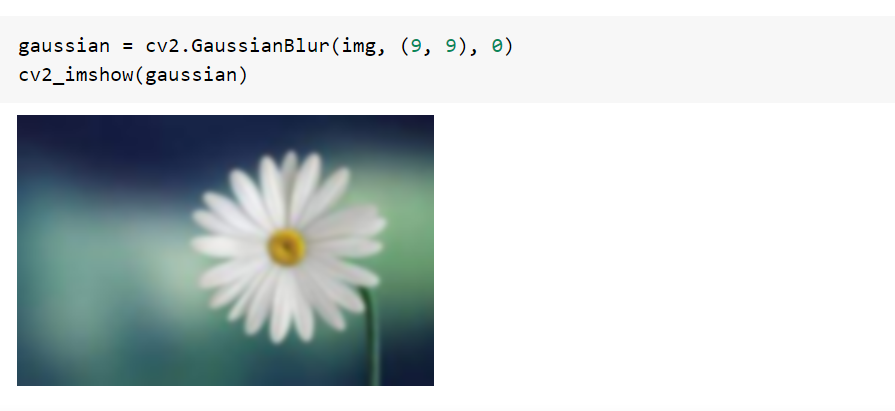 gaussian = cv2.GaussianBlur(img, (9, 9), 0)
cv2_imshow(gaussian)